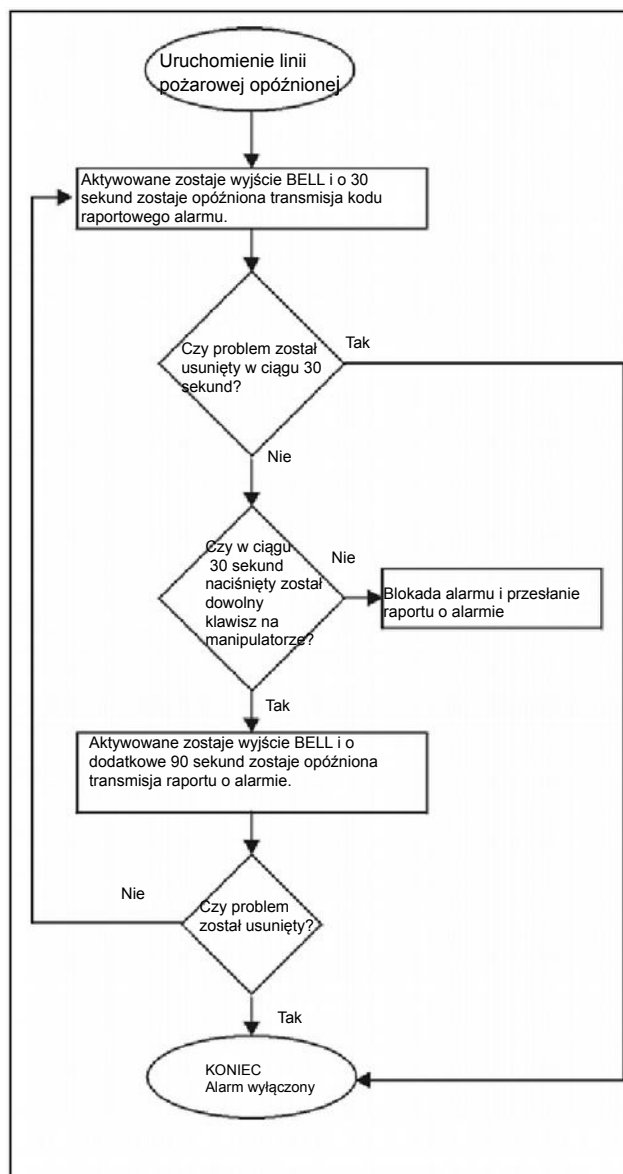 Uruchomienie linii
pożarowej opóźnionej
Aktywowane zostaje wyjście BELL i o 30
sekund zostaje opóźniona transmisja kodu
raportowego alarmu.
Czy problem został
usunięty w ciągu 30
sekund?
Tak
Nie
Czy w ciągu
30 sekund
naciśnięty został
dowolny
klawisz na
manipulatorze?
Nie
Blokada alarmu i przesłanie
raportu o alarmie
Tak
Aktywowane zostaje wyjście BELL i o
dodatkowe 90 sekund zostaje opóźniona
transmisja raportu o alarmie.
Nie
Czy problem
został usunięty?
Tak
KONIEC
Alarm wyłączony